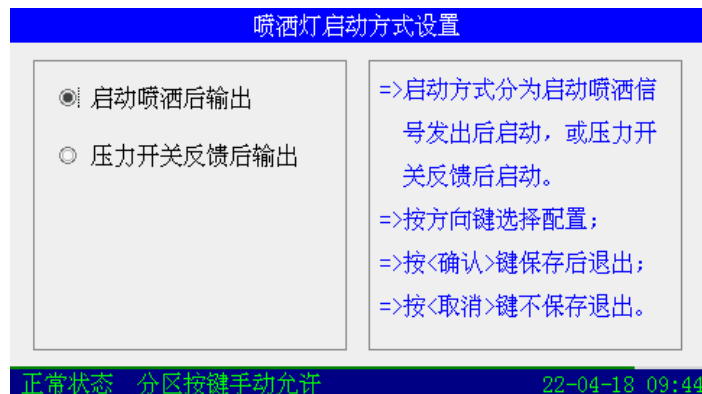 喷洒灯启动方式设置
启动喷洒后输出
压力开关反馈后输出
=>启动方式分为启动喷洒信
号发出后启动，或压力开
关反馈后启动。
=>按方向键选择配置；
=>按<确认>键保存后退出；
=>按<取消>键不保存退出。
正常状态 分区按键手动允许 22-04-18 09:44